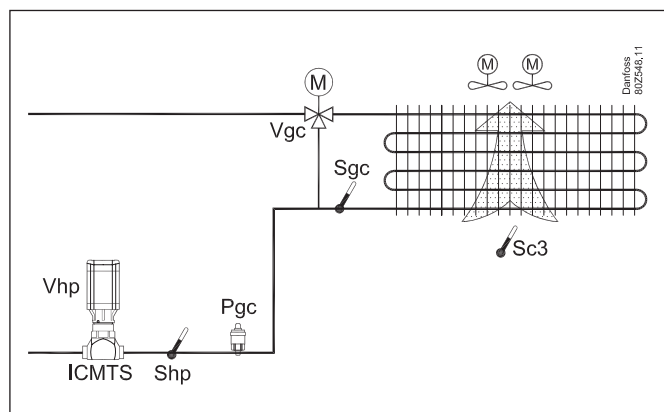 Danfoss
80Z548,11
M
M
M
Vgc
Sgc
Sc3
Vhp
Pgc
ICMTS
Shp